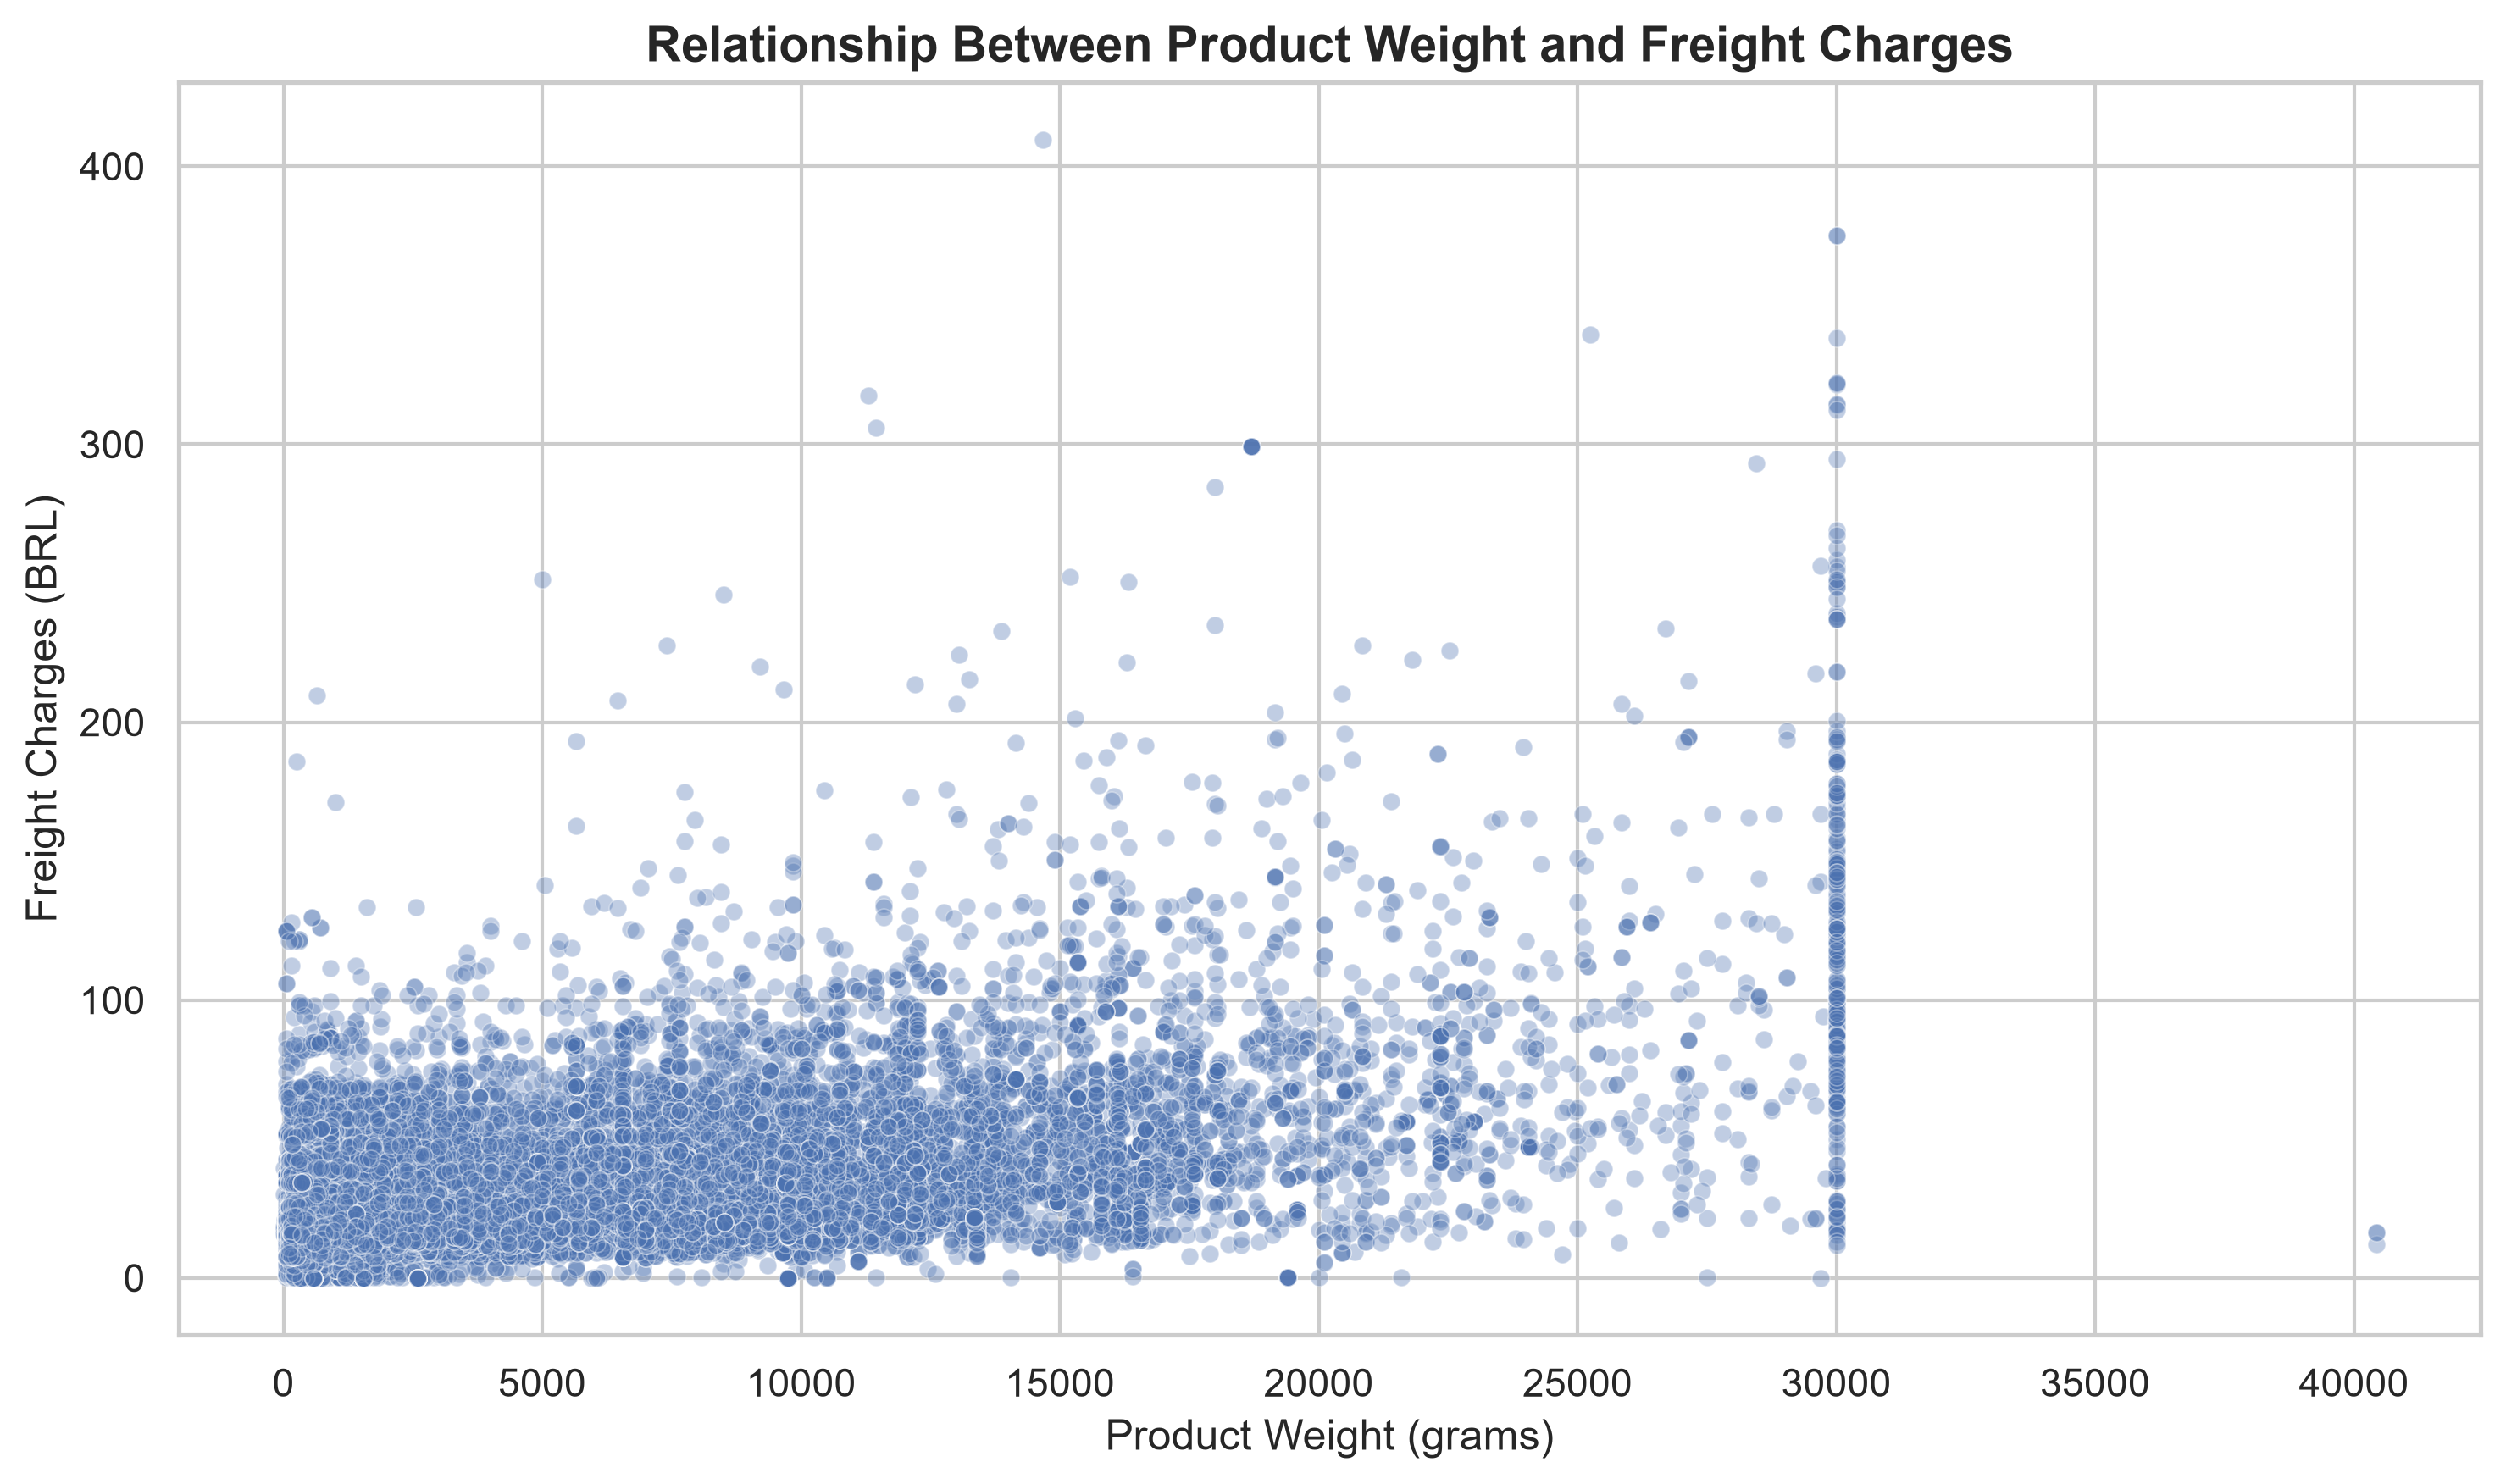 Relationship Between Product Weight and Freight Charges
Freight Charges (BRL)
400
300
200
100
0
0 5000 10000 15000 20000 25000 30000 35000 40000
Product Weight (grams)